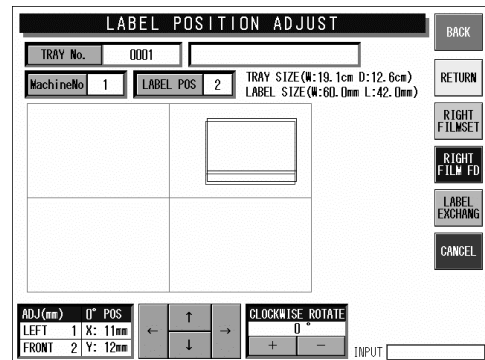 LABEL POSITION ADJUST
BACK
TRAY No. 0001
MachineNo 1 LABEL POS 2
TRAY SIZE(W:19.1cm D:12.6cm)
LABEL SIZE(W:60.0mm L:42.0mm)
RETURN
RIGHT
FILMSET
RIGHT
FILM FD
LABEL
EXCHANG
CANCEL
ADJ(mm) 0° POS
LEFT 1 X: 11mm
FRONT 2 Y: 12mm
← ↑ ↓ →
CLOCKWISE ROTATE
0 °
+ −
INPUT